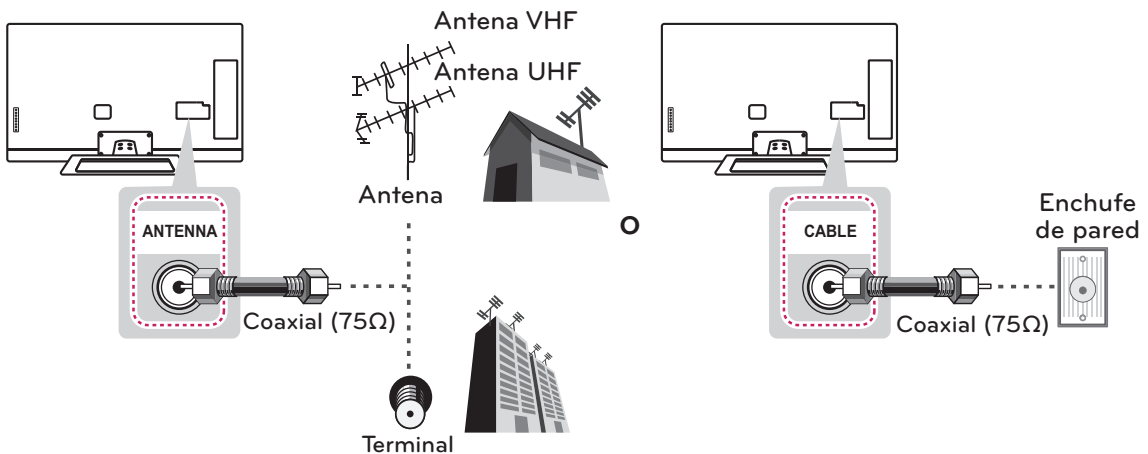 Antena VHF
Antena UHF
Antena
ANTENNA
Coaxial (75Ω)
Terminal
O
CABLE
Coaxial (75Ω)
Enchufe
de pared